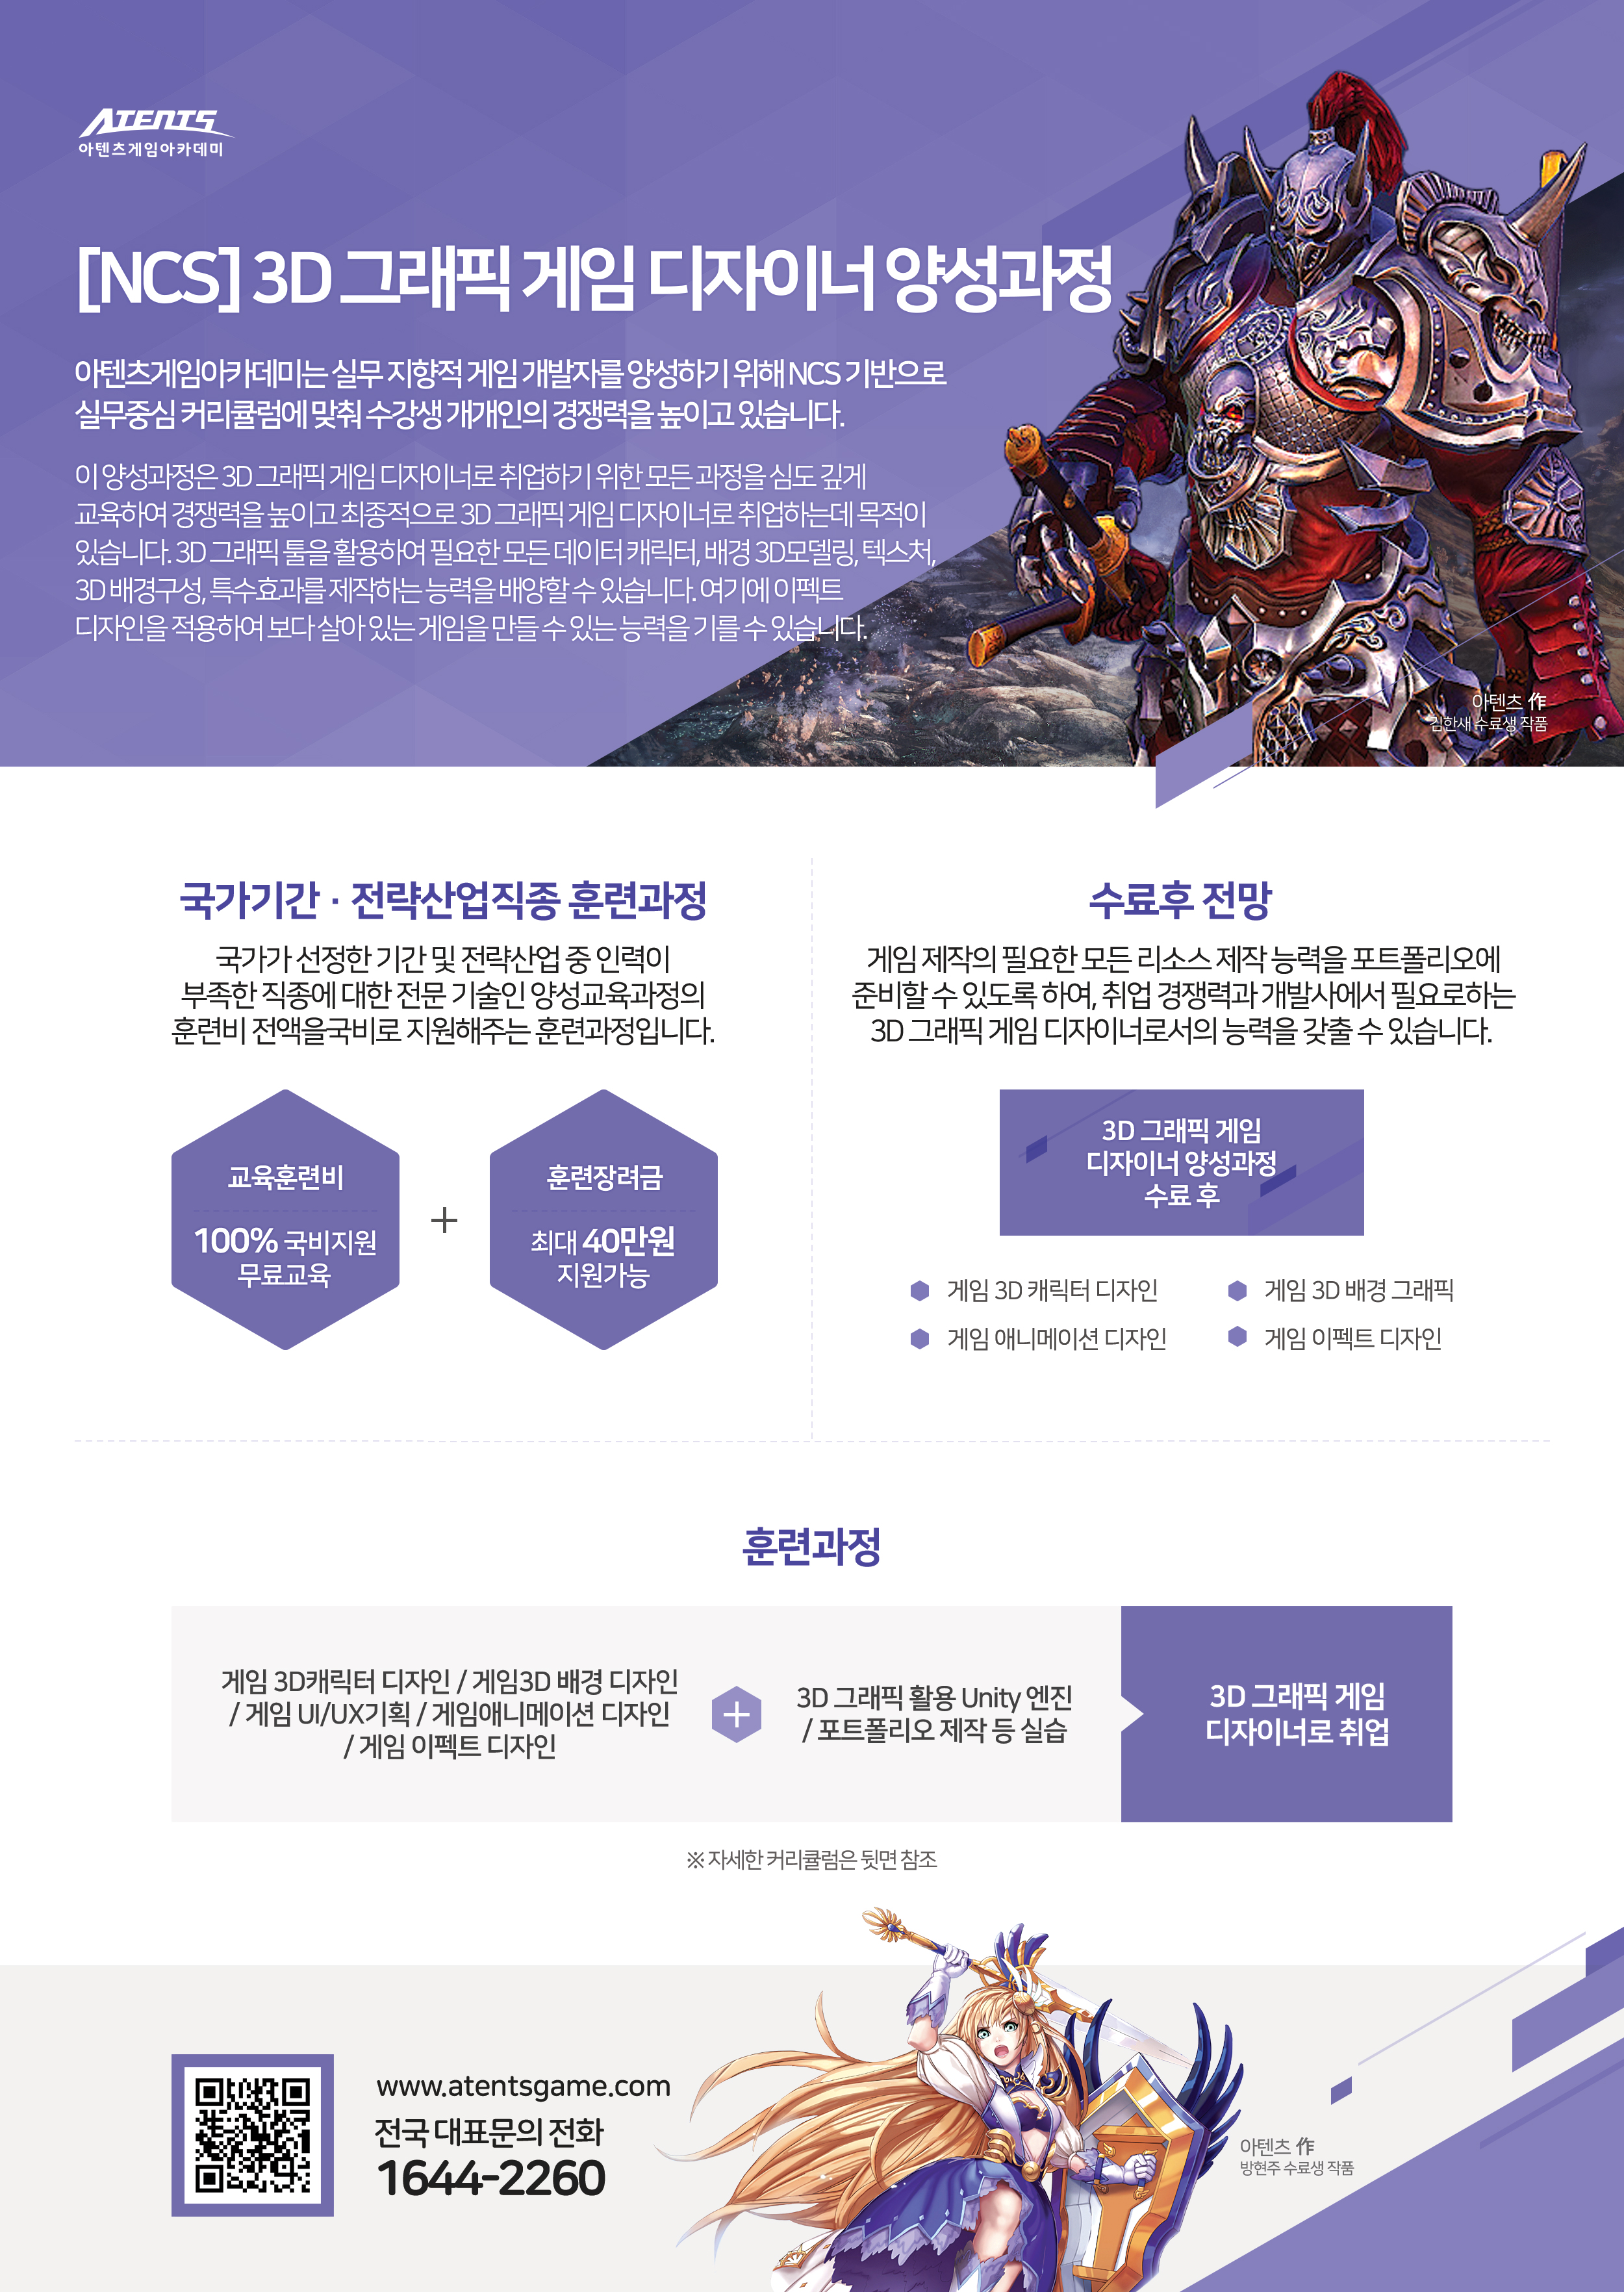 ATENTS
아텐츠게임아카데미
[NCS] 3D 그래픽 게임 디자이너 양성과정
아텐츠게임아카데미는 실무 지향적 게임 개발자를 양성하기 위해 NCS 기반으로
실무중심 커리큘럼에 맞춰 수강생 개개인의 경쟁력을 높이고 있습니다.
이 양성과정은 3D 그래픽 게임 디자이너로 취업하기 위한 모든 과정을 심도 깊게
교육하여 경쟁력을 높이고 최종적으로 3D 그래픽 게임 디자이너로 취업하는데 목적이
있습니다. 3D 그래픽 툴을 활용하여 필요한 모든 데이터 캐릭터, 배경 3D모델링, 텍스처,
3D 배경구성, 특수효과를 제작하는 능력을 배양할 수 있습니다. 여기에 이펙트
디자인을 적용하여 보다 살아 있는 게임을 만들 수 있는 능력을 기를 수 있습니다.
아텐츠 作
김한새 수료생 작품
국가기간 · 전략산업직종 훈련과정
국가가 선정한 기간 및 전략산업 중 인력이
부족한 직종에 대한 전문 기술인 양성교육과정의
훈련비 전액을국비로 지원해주는 훈련과정입니다.
교육훈련비
100% 국비지원
무료교육
+
훈련장려금
최대 40만원
지원가능
수료후 전망
게임 제작의 필요한 모든 리소스 제작 능력을 포트폴리오에
준비할 수 있도록 하여, 취업 경쟁력과 개발사에서 필요로하는
3D 그래픽 게임 디자이너로서의 능력을 갖출 수 있습니다.
3D 그래픽 게임
디자이너 양성과정
수료 후
게임 3D 캐릭터 디자인
게임 3D 배경 그래픽
게임 애니메이션 디자인
게임 이펙트 디자인
훈련과정
게임 3D캐릭터 디자인 / 게임3D 배경 디자인
/ 게임 UI/UX기획 / 게임애니메이션 디자인
/ 게임 이펙트 디자인
+
3D 그래픽 활용 Unity 엔진
/ 포트폴리오 제작 등 실습
3D 그래픽 게임
디자이너로 취업
※ 자세한 커리큘럼은 뒷면 참조
www.atentsgame.com
전국 대표문의 전화
1644-2260
아텐츠 作
방현주 수료생 작품